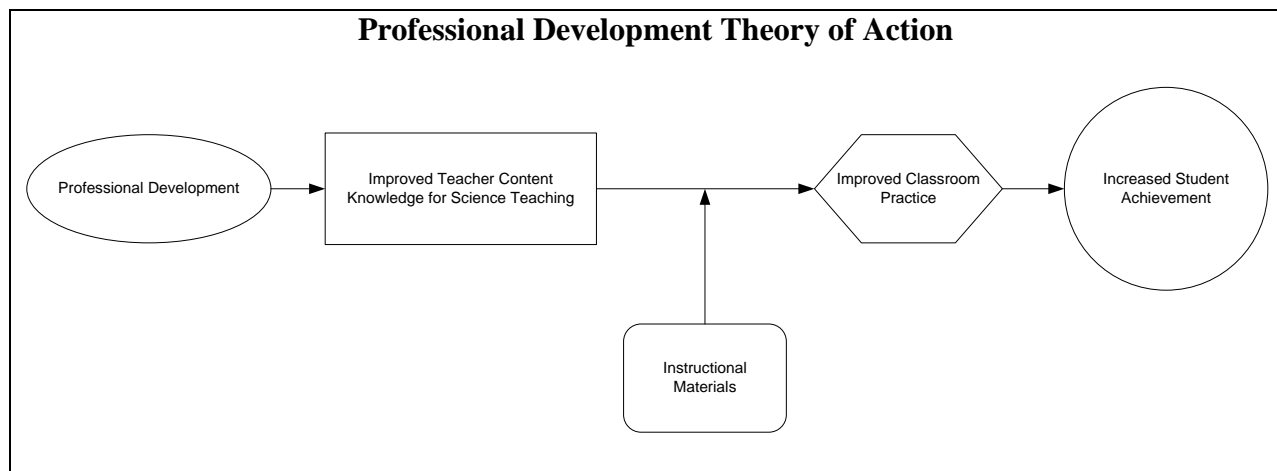 Professional Development Theory of Action
Professional Development
Improved Teacher Content
Knowledge for Science Teaching
Improved Classroom
Practice
Increased Student
Achievement
Instructional
Materials